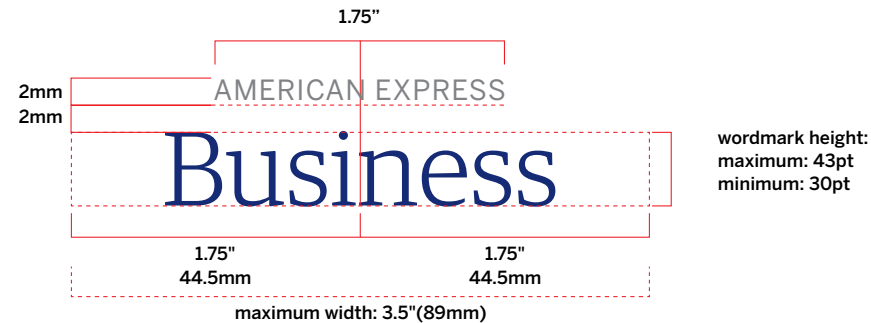 1.75”
AMERICAN EXPRESS
2mm
2mm
Business
wordmark height:
maximum: 43pt
minimum: 30pt
1.75"
44.5mm
1.75"
44.5mm
maximum width: 3.5"(89mm)